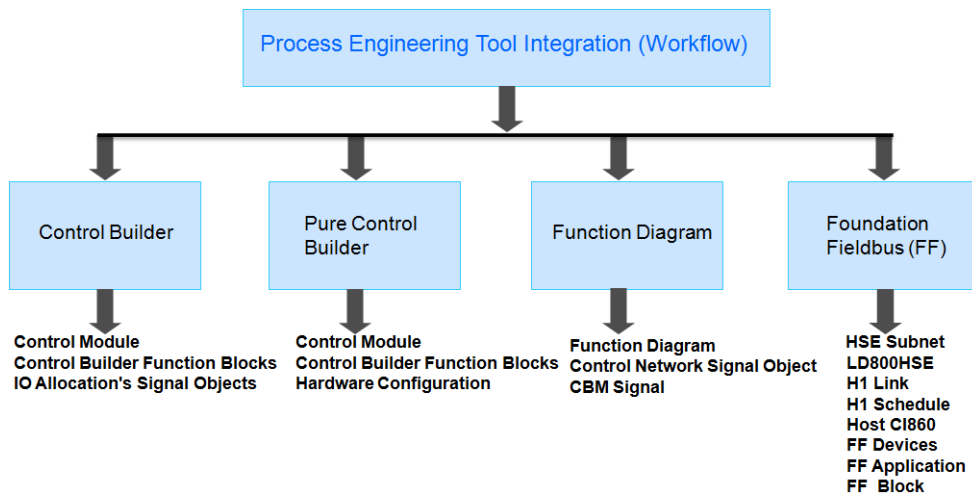 Process Engineering Tool Integration (Workflow)
Control Builder
Pure Control
Builder
Function Diagram
Foundation
Fieldbus (FF)
Control Module
Control Builder Function Blocks
IO Allocation's Signal Objects
Control Module
Control Builder Function Blocks
Hardware Configuration
Function Diagram
Control Network Signal Object
CBM Signal
HSE Subnet
LD800HSE
H1 Link
H1 Schedule
Host CI860
FF Devices
FF Application
FF Block